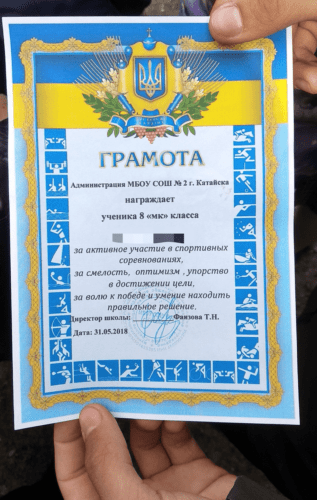 ГРАМОТА
Администрация МБОУ СОШ № 2 г. Катайска
награждает
ученика 8 «мк» класса
за активное участие в спортивных
соревнованиях,
за смелость, оптимизм , упорство
в достижении цели,
за волю к победе и умение находить
правильное решение.
Директор школы: Фаизова Т.Н.
Дата: 31.05.2018